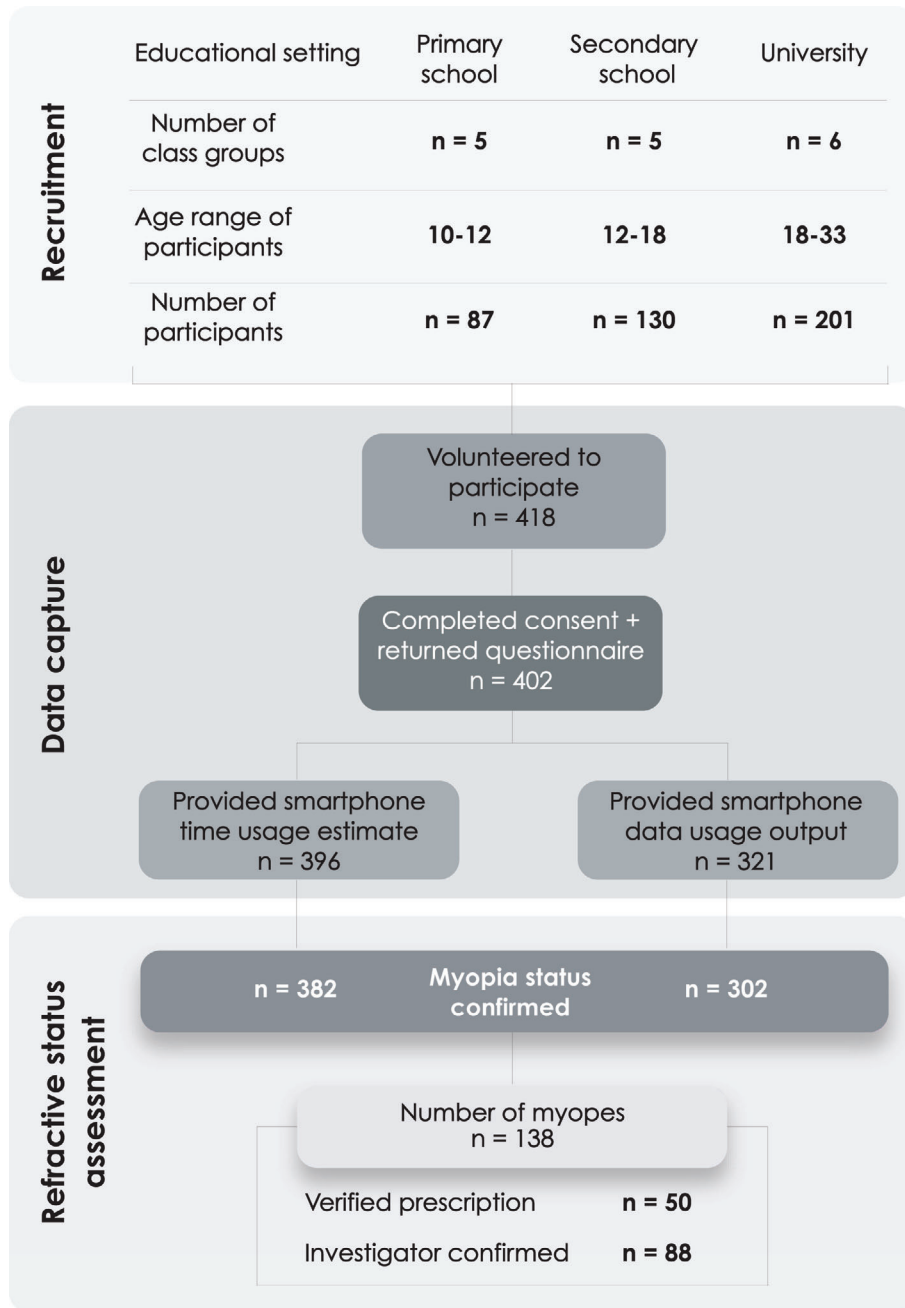 Recruitment
Educational setting
Primary
school
Secondary
school
University
Number of
class groups
n = 5
n = 5
n = 6
Age range of
participants
10-12
12-18
18-33
Number of
participants
n = 87
n = 130
n = 201
Data capture
Volunteered to
participate
n = 418
Completed consent +
returned questionnaire
n = 402
Provided smartphone
time usage estimate
n = 396
Provided smartphone
data usage output
n = 321
Refractive status
assessment
n = 382
Myopia status
confirmed
n = 302
Number of myopes
n = 138
Verified prescription
n = 50
Investigator confirmed
n = 88